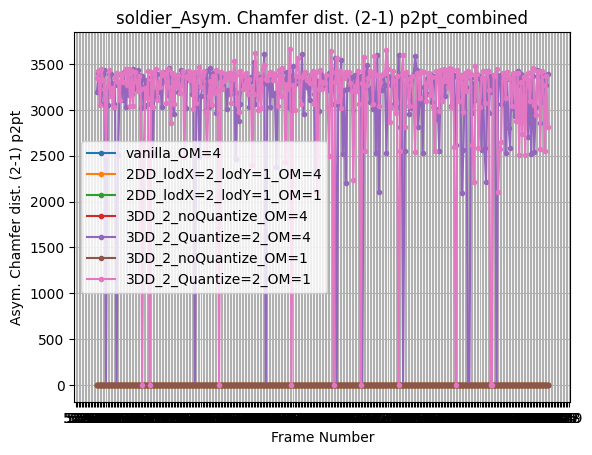 soldier_Asym. Chamfer dist. (2-1) p2pt_combined
Asym. Chamfer dist. (2-1) p2pt
3500
3000
2500
2000
1500
1000
500
0
vanilla_OM=4
2DD_lodX=2_lodY=1_OM=4
2DD_lodX=2_lodY=1_OM=1
3DD_2_noQuantize_OM=4
3DD_2_Quantize=2_OM=4
3DD_2_noQuantize_OM=1
3DD_2_Quantize=2_OM=1
Frame Number